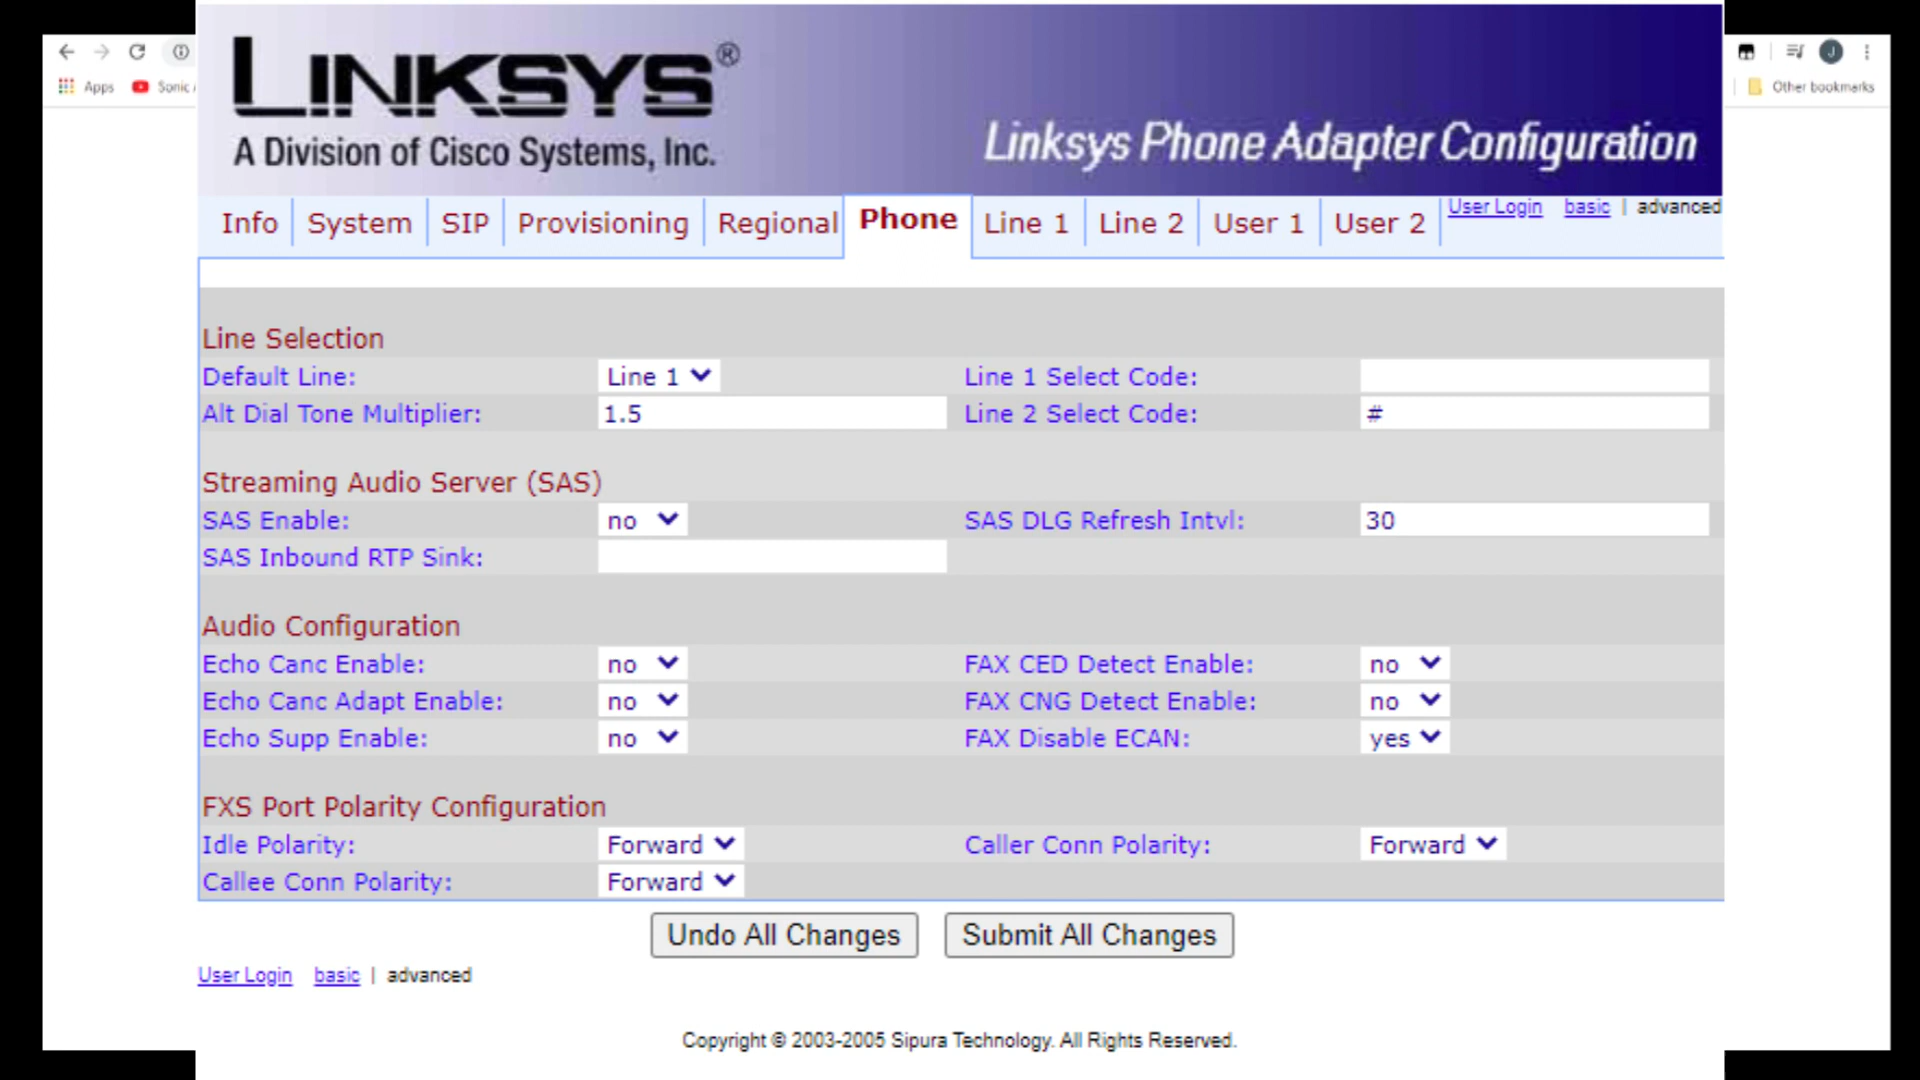 Apps Sonic
Other bookmarks
J
LINKSYS®
A Division of Cisco Systems, Inc.
Linksys Phone Adapter Configuration
Info System SIP Provisioning Regional Phone Line 1 Line 2 User 1 User 2 User Login basic | advanced
Line Selection
Default Line: Line 1 Line 1 Select Code:
Alt Dial Tone Multiplier: 1.5 Line 2 Select Code: #
Streaming Audio Server (SAS)
SAS Enable: no SAS DLG Refresh Intvl: 30
SAS Inbound RTP Sink:
Audio Configuration
Echo Canc Enable: no FAX CED Detect Enable: no
Echo Canc Adapt Enable: no FAX CNG Detect Enable: no
Echo Supp Enable: no FAX Disable ECAN: yes
FXS Port Polarity Configuration
Idle Polarity: Forward Caller Conn Polarity: Forward
Callee Conn Polarity: Forward
Undo All Changes Submit All Changes
User Login basic | advanced
Copyright © 2003-2005 Sipura Technology. All Rights Reserved.